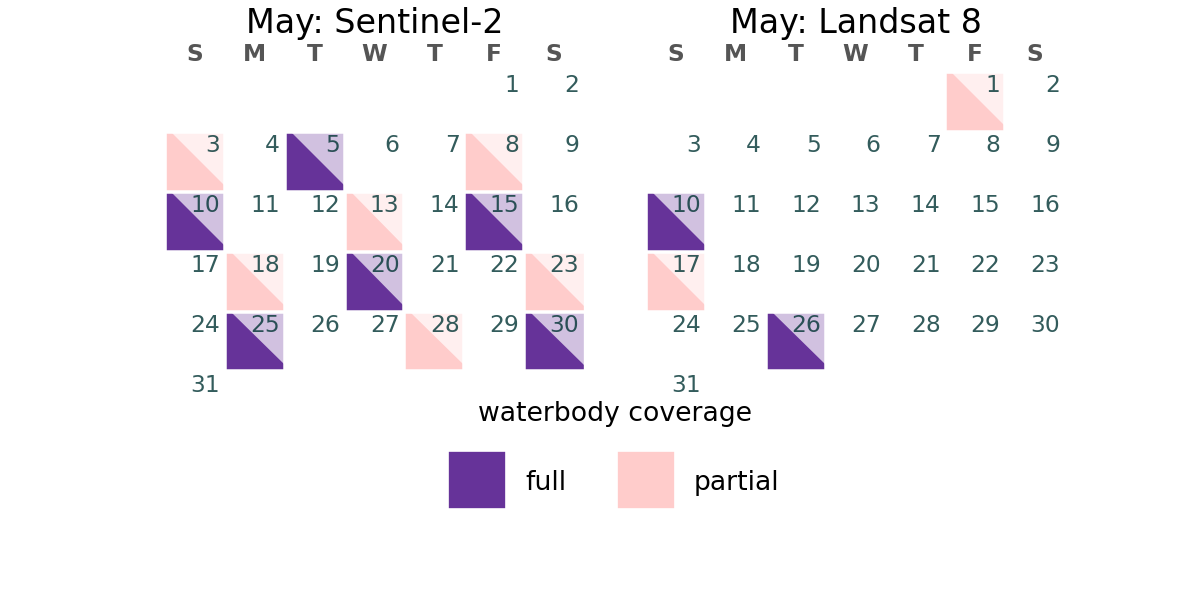 May: Sentinel-2
S M T W T F S
1 2
3 4 5 6 7 8 9
10 11 12 13 14 15 16
17 18 19 20 21 22 23
24 25 26 27 28 29 30
31
May: Landsat 8
S M T W T F S
1 2
3 4 5 6 7 8 9
10 11 12 13 14 15 16
17 18 19 20 21 22 23
24 25 26 27 28 29 30
31
waterbody coverage
full partial